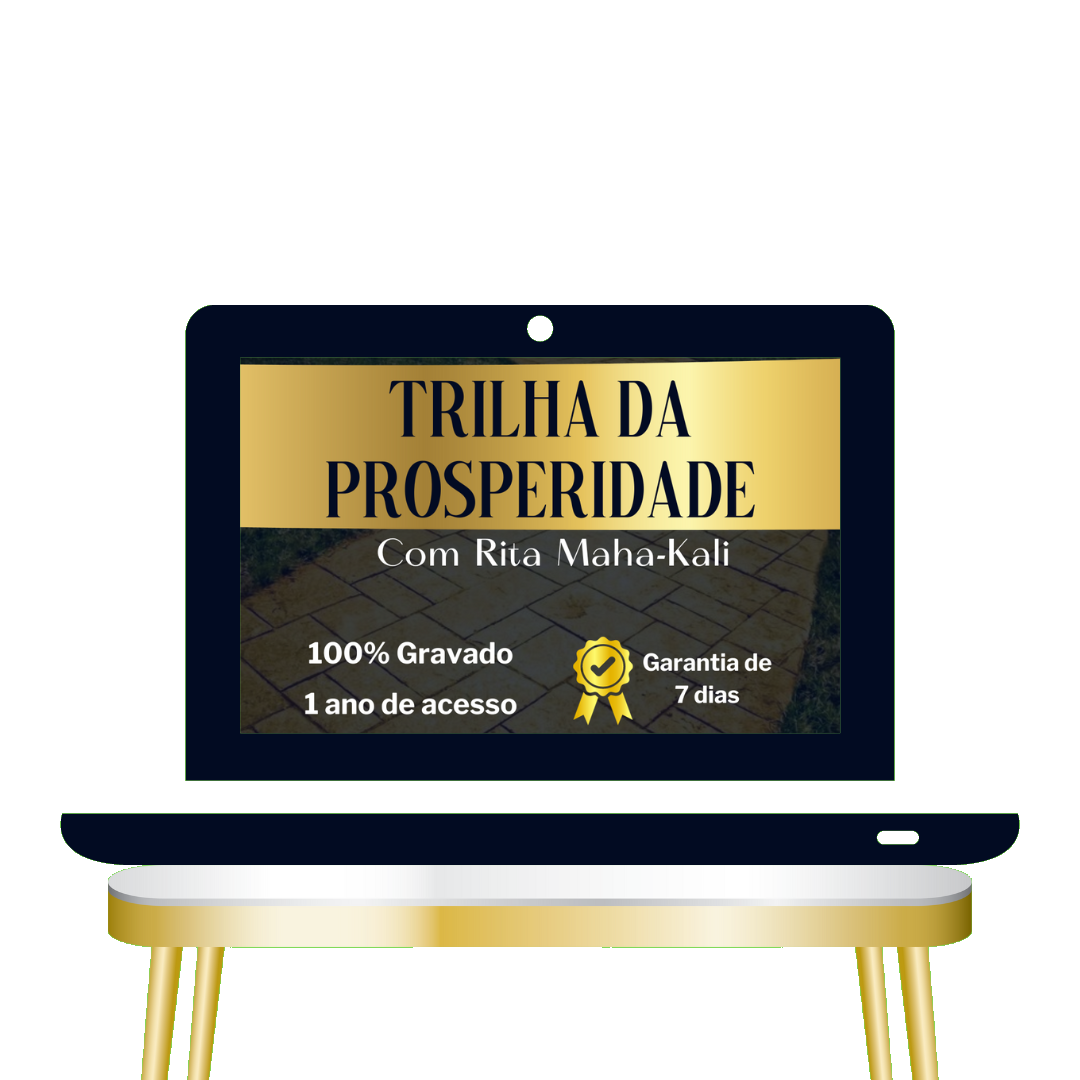 TRILHA DA
PROSPERIDADE
Com Rita Maha-Kali
100% Gravado
1 ano de acesso
Garantia de
7 dias